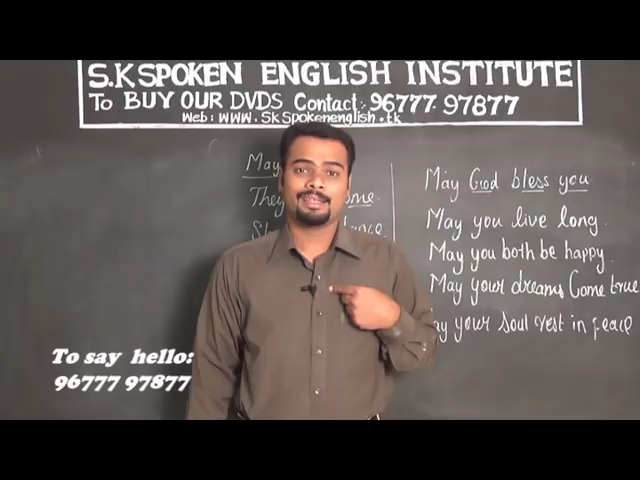 S.K SPOKEN ENGLISH INSTITUTE
To BUY OUR DVDS Contact:- 96777 97877
Web: WWW.SkSpokenenglish.tk
May
They
May God bless you.
May you live long.
May you both be happy.
May your dreams Come true
your Soul rest in peace
To say hello:
96777 97877